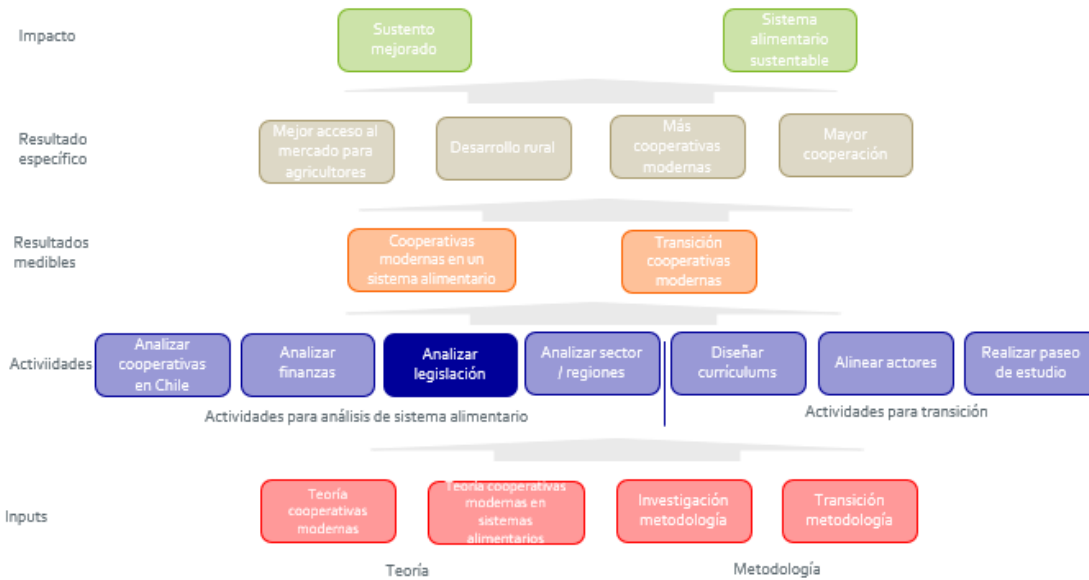 Impacto
Sustento
mejorado
Sistema
alimentario
sustentable
Resultado
específico
Mejor acceso al
mercado para
agricultores
Desarrollo rural
Más
cooperativas
modernas
Mayor
cooperación
Resultados
medibles
Cooperativas
modernas en un
sistema alimentario
Transición
cooperativas
modernas
Activiidades
Analizar
cooperativas
en Chile
Analizar
finanzas
Analizar
legislación
Analizar sector
/ regiones
Diseñar
currículums
Alinear actores
Realizar paseo
de estudio
Actividades para análisis de sistema alimentario
Actividades para transición
Inputs
Teoría
cooperativas
modernas
Teoría cooperativas
modernas en
sistemas
alimentarios
Investigación
metodología
Transición
metodología
Teoría
Metodología